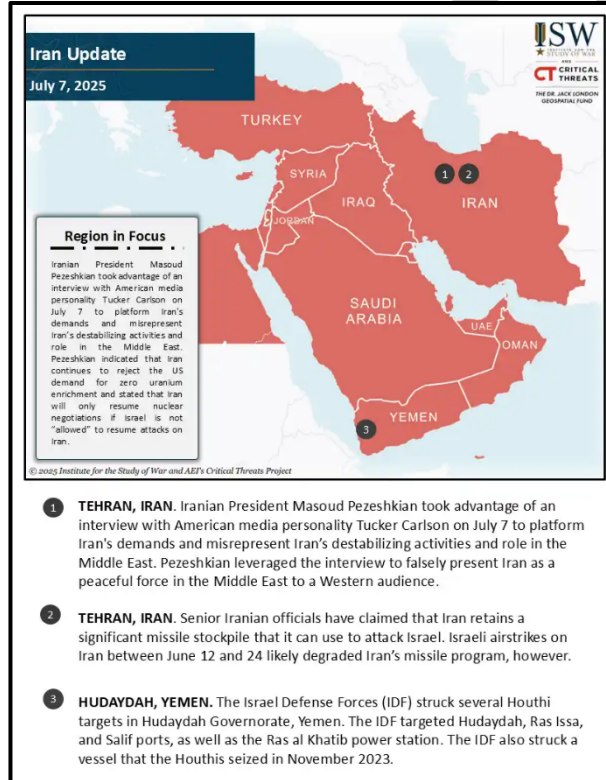 Iran Update
July 7, 2025
ISW
INSTITUTE FOR THE
STUDY OF WAR
AND
CT CRITICAL
THREATS
THE DR. JACK LONDON
GEOSPATIAL FUND
TURKEY
SYRIA
IRAQ
JORDAN
1 2
IRAN
SAUDI
ARABIA
UAE
OMAN
YEMEN
3
Region in Focus
Iranian President Masoud
Pezeshkian took advantage of an
interview with American media
personality Tucker Carlson on
July 7 to platform Iran's
demands and misrepresent
Iran's destabilizing activities and
role in the Middle East.
Pezeshkian indicated that Iran
continues to reject the US
demand for zero uranium
enrichment and stated that Iran
will only resume nuclear
negotiations if Israel is not
"allowed" to resume attacks on
Iran.
© 2025 Institute for the Study of War and AEI's Critical Threats Project
1 TEHRAN, IRAN. Iranian President Masoud Pezeshkian took advantage of an
interview with American media personality Tucker Carlson on July 7 to platform
Iran's demands and misrepresent Iran's destabilizing activities and role in the
Middle East. Pezeshkian leveraged the interview to falsely present Iran as a
peaceful force in the Middle East to a Western audience.
2 TEHRAN, IRAN. Senior Iranian officials have claimed that Iran retains a
significant missile stockpile that it can use to attack Israel. Israeli airstrikes on
Iran between June 12 and 24 likely degraded Iran's missile program, however.
3 HUDAYDAH, YEMEN. The Israel Defense Forces (IDF) struck several Houthi
targets in Hudaydah Governorate, Yemen. The IDF targeted Hudaydah, Ras Issa,
and Salif ports, as well as the Ras al Khatib power station. The IDF also struck a
vessel that the Houthis seized in November 2023.